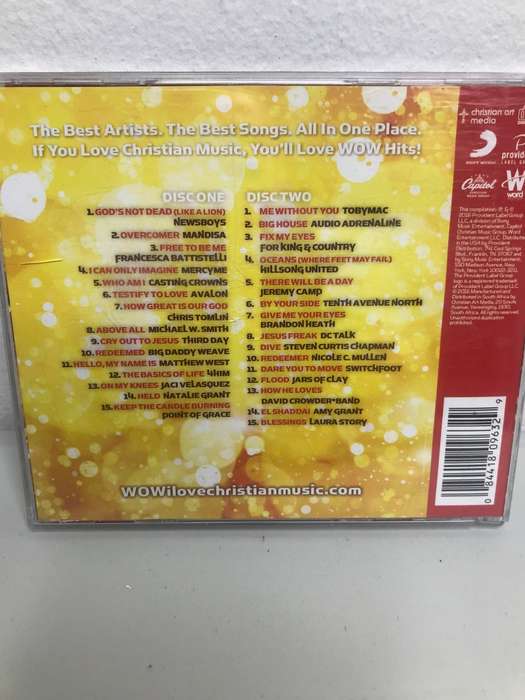 The Best Artists. The Best Songs. All In One Place.
If You Love Christian Music, You'll Love WOW Hits!
DISC ONE
1. GOD'S NOT DEAD (LIKE A LION)
NEWSBOYS
2. OVERCOMER MANDISA
3. FREE TO BE ME
FRANCESCA BATTISTELLI
4. I CAN ONLY IMAGINE MERCYME
5. WHO AM I CASTING CROWNS
6. TESTIFY TO LOVE AVALON
7. HOW GREAT IS OUR GOD
CHRIS TOMLIN
8. ABOVE ALL MICHAEL W. SMITH
9. CRY OUT TO JESUS THIRD DAY
10. REDEEMED BIG DADDY WEAVE
11. HELLO, MY NAME IS MATTHEW WEST
12. THE BASICS OF LIFE 4HIM
13. ON MY KNEES JACI VELASQUEZ
14. HELD NATALIE GRANT
15. KEEP THE CANDLE BURNING
POINT OF GRACE
DISC TWO
1. ME WITHOUT YOU TOBYMAC
2. BIG HOUSE AUDIO ADRENALINE
3. FIX MY EYES
FOR KING & COUNTRY
4. OCEANS (WHERE FEET MAY FAIL)
HILLSONG UNITED
5. THERE WILL BE A DAY
JEREMY CAMP
6. BY YOUR SIDE TENTH AVENUE NORTH
7. GIVE ME YOUR EYES
BRANDON HEATH
8. JESUS FREAK DC TALK
9. DIVE STEVEN CURTIS CHAPMAN
10. REDEEMER NICOLE C. MULLEN
11. DARE YOU TO MOVE SWITCHFOOT
12. FLOOD JARS OF CLAY
13. HOW HE LOVES
DAVID CROWDER*BAND
14. EL SHADDAI AMY GRANT
15. BLESSINGS LAURA STORY
WOWilovechristianmusic.com
christian art
media
Capitol
word
0 84418 09632 9